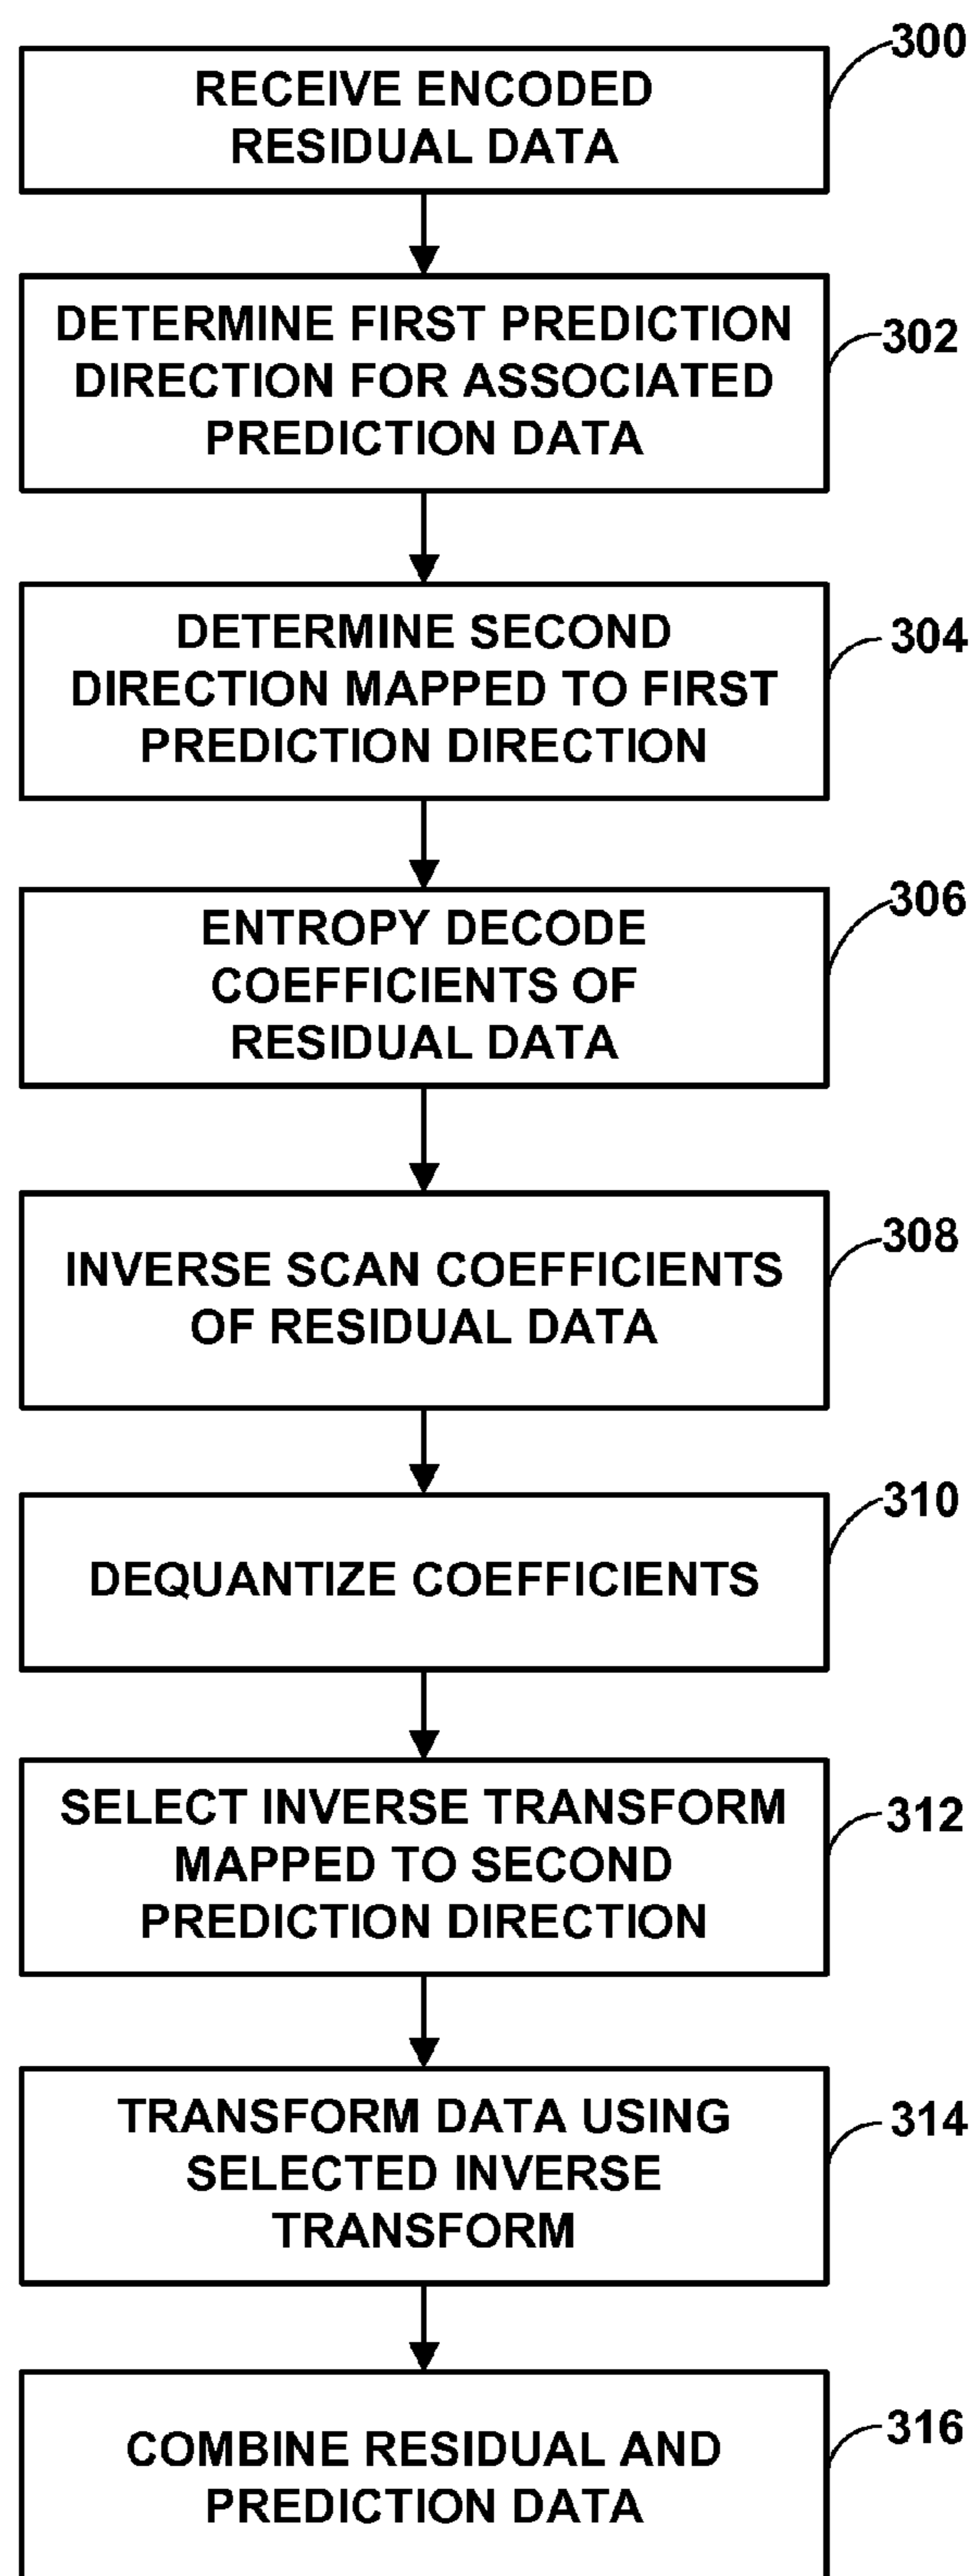 300
RECEIVE ENCODED
RESIDUAL DATA
302
DETERMINE FIRST PREDICTION
DIRECTION FOR ASSOCIATED
PREDICTION DATA
304
DETERMINE SECOND
DIRECTION MAPPED TO FIRST
PREDICTION DIRECTION
306
ENTROPY DECODE
COEFFICIENTS OF
RESIDUAL DATA
308
INVERSE SCAN COEFFICIENTS
OF RESIDUAL DATA
310
DEQUANTIZE COEFFICIENTS
312
SELECT INVERSE TRANSFORM
MAPPED TO SECOND
PREDICTION DIRECTION
314
TRANSFORM DATA USING
SELECTED INVERSE
TRANSFORM
316
COMBINE RESIDUAL AND
PREDICTION DATA